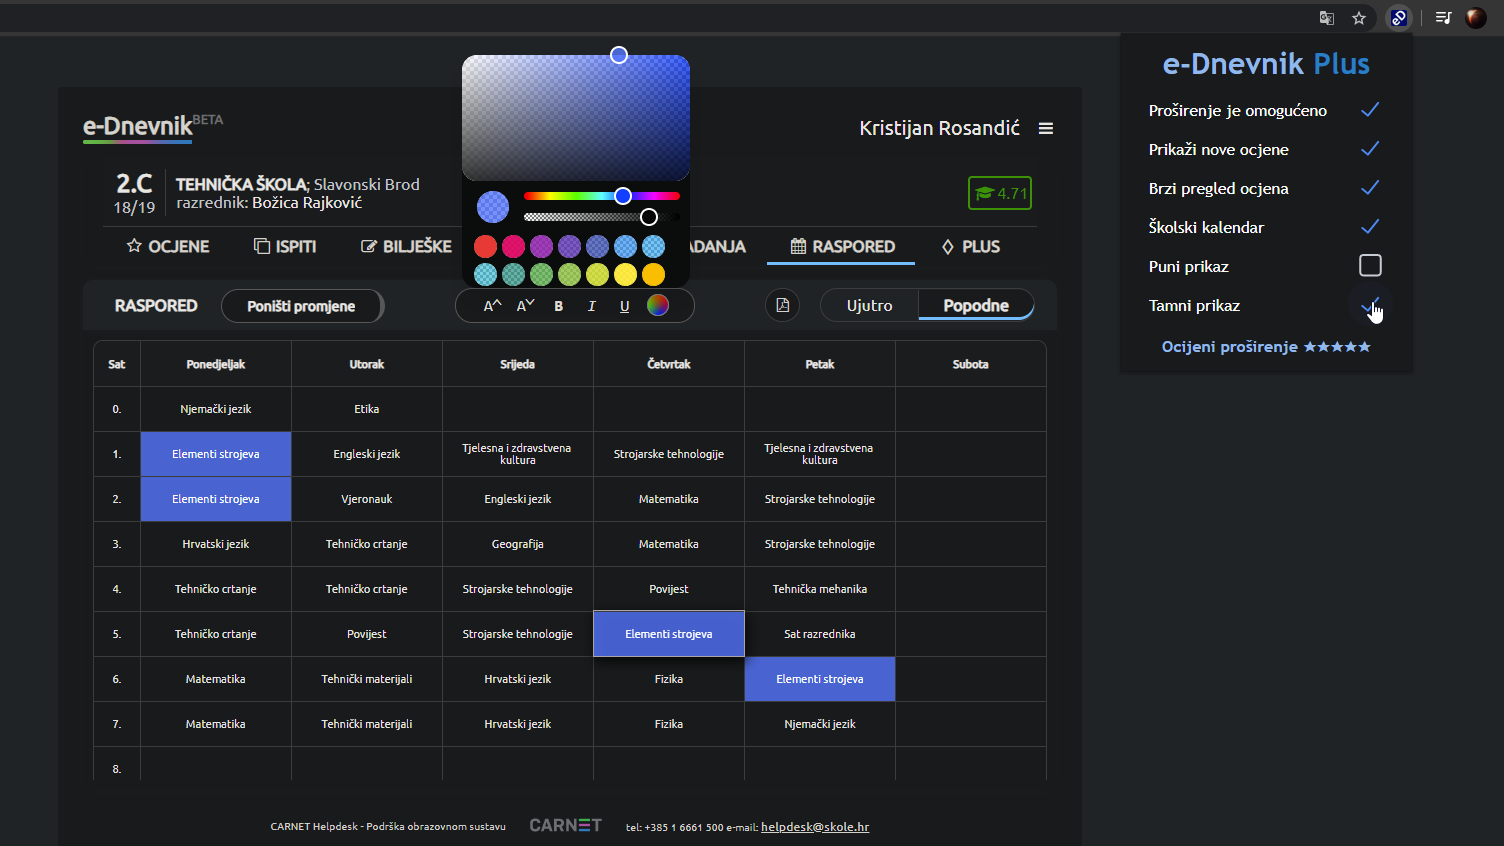 e-Dnevnik Plus
Proširenje je omogućeno
Prikaži nove ocjene
Brzi pregled ocjena
Školski kalendar
Puni prikaz
Tamni prikaz
Ocijeni proširenje ★★★★★
e-Dnevnik BETA
Kristijan Rosandić
2.C
18/19
TEHNIČKA ŠKOLA; Slavonski Brod
razrednik: Božica Rajković
4.71
OCJENE ISPITI BILJEŠKE ADANJA RASPORED PLUS
RASPORED Poništi promjene A^ A˅ B I U Ujutro Popodne
Sat Ponedjeljak Utorak Srijeda Četvrtak Petak Subota
0. Njemački jezik Etika
1. Elementi strojeva Engleski jezik Tjelesna i zdravstvena kultura Strojarske tehnologije Tjelesna i zdravstvena kultura
2. Elementi strojeva Vjeronauk Engleski jezik Matematika Strojarske tehnologije
3. Hrvatski jezik Tehničko crtanje Geografija Matematika Strojarske tehnologije
4. Tehničko crtanje Tehničko crtanje Strojarske tehnologije Povijest Tehnička mehanika
5. Tehničko crtanje Povijest Strojarske tehnologije Elementi strojeva Sat razrednika
6. Matematika Tehnički materijali Hrvatski jezik Fizika Elementi strojeva
7. Matematika Tehnički materijali Hrvatski jezik Fizika Njemački jezik
8.
CARNET Helpdesk - Podrška obrazovnom sustavu CARNET tel: +385 1 6661 500 e-mail: helpdesk@skole.hr